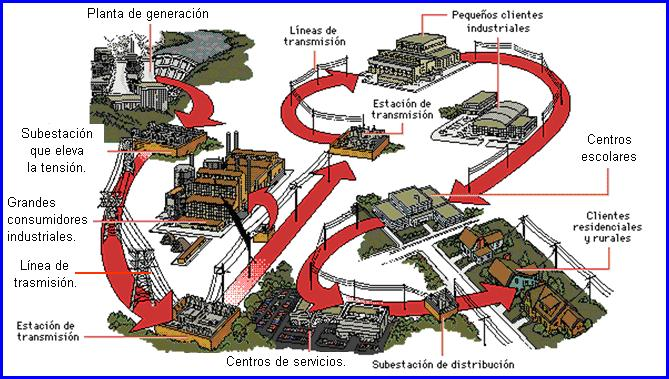 Planta de generación
Líneas de
transmisión
Pequeños clientes
industriales
Estación de
transmisión
Subestación
que eleva
la tensión.
Centros
escolares
Grandes
consumidores
industriales.
Clientes
residenciales
y rurales
Línea de
trasmisión.
Estación de
transmisión
Centros de servicios.
Subestación de distribución.